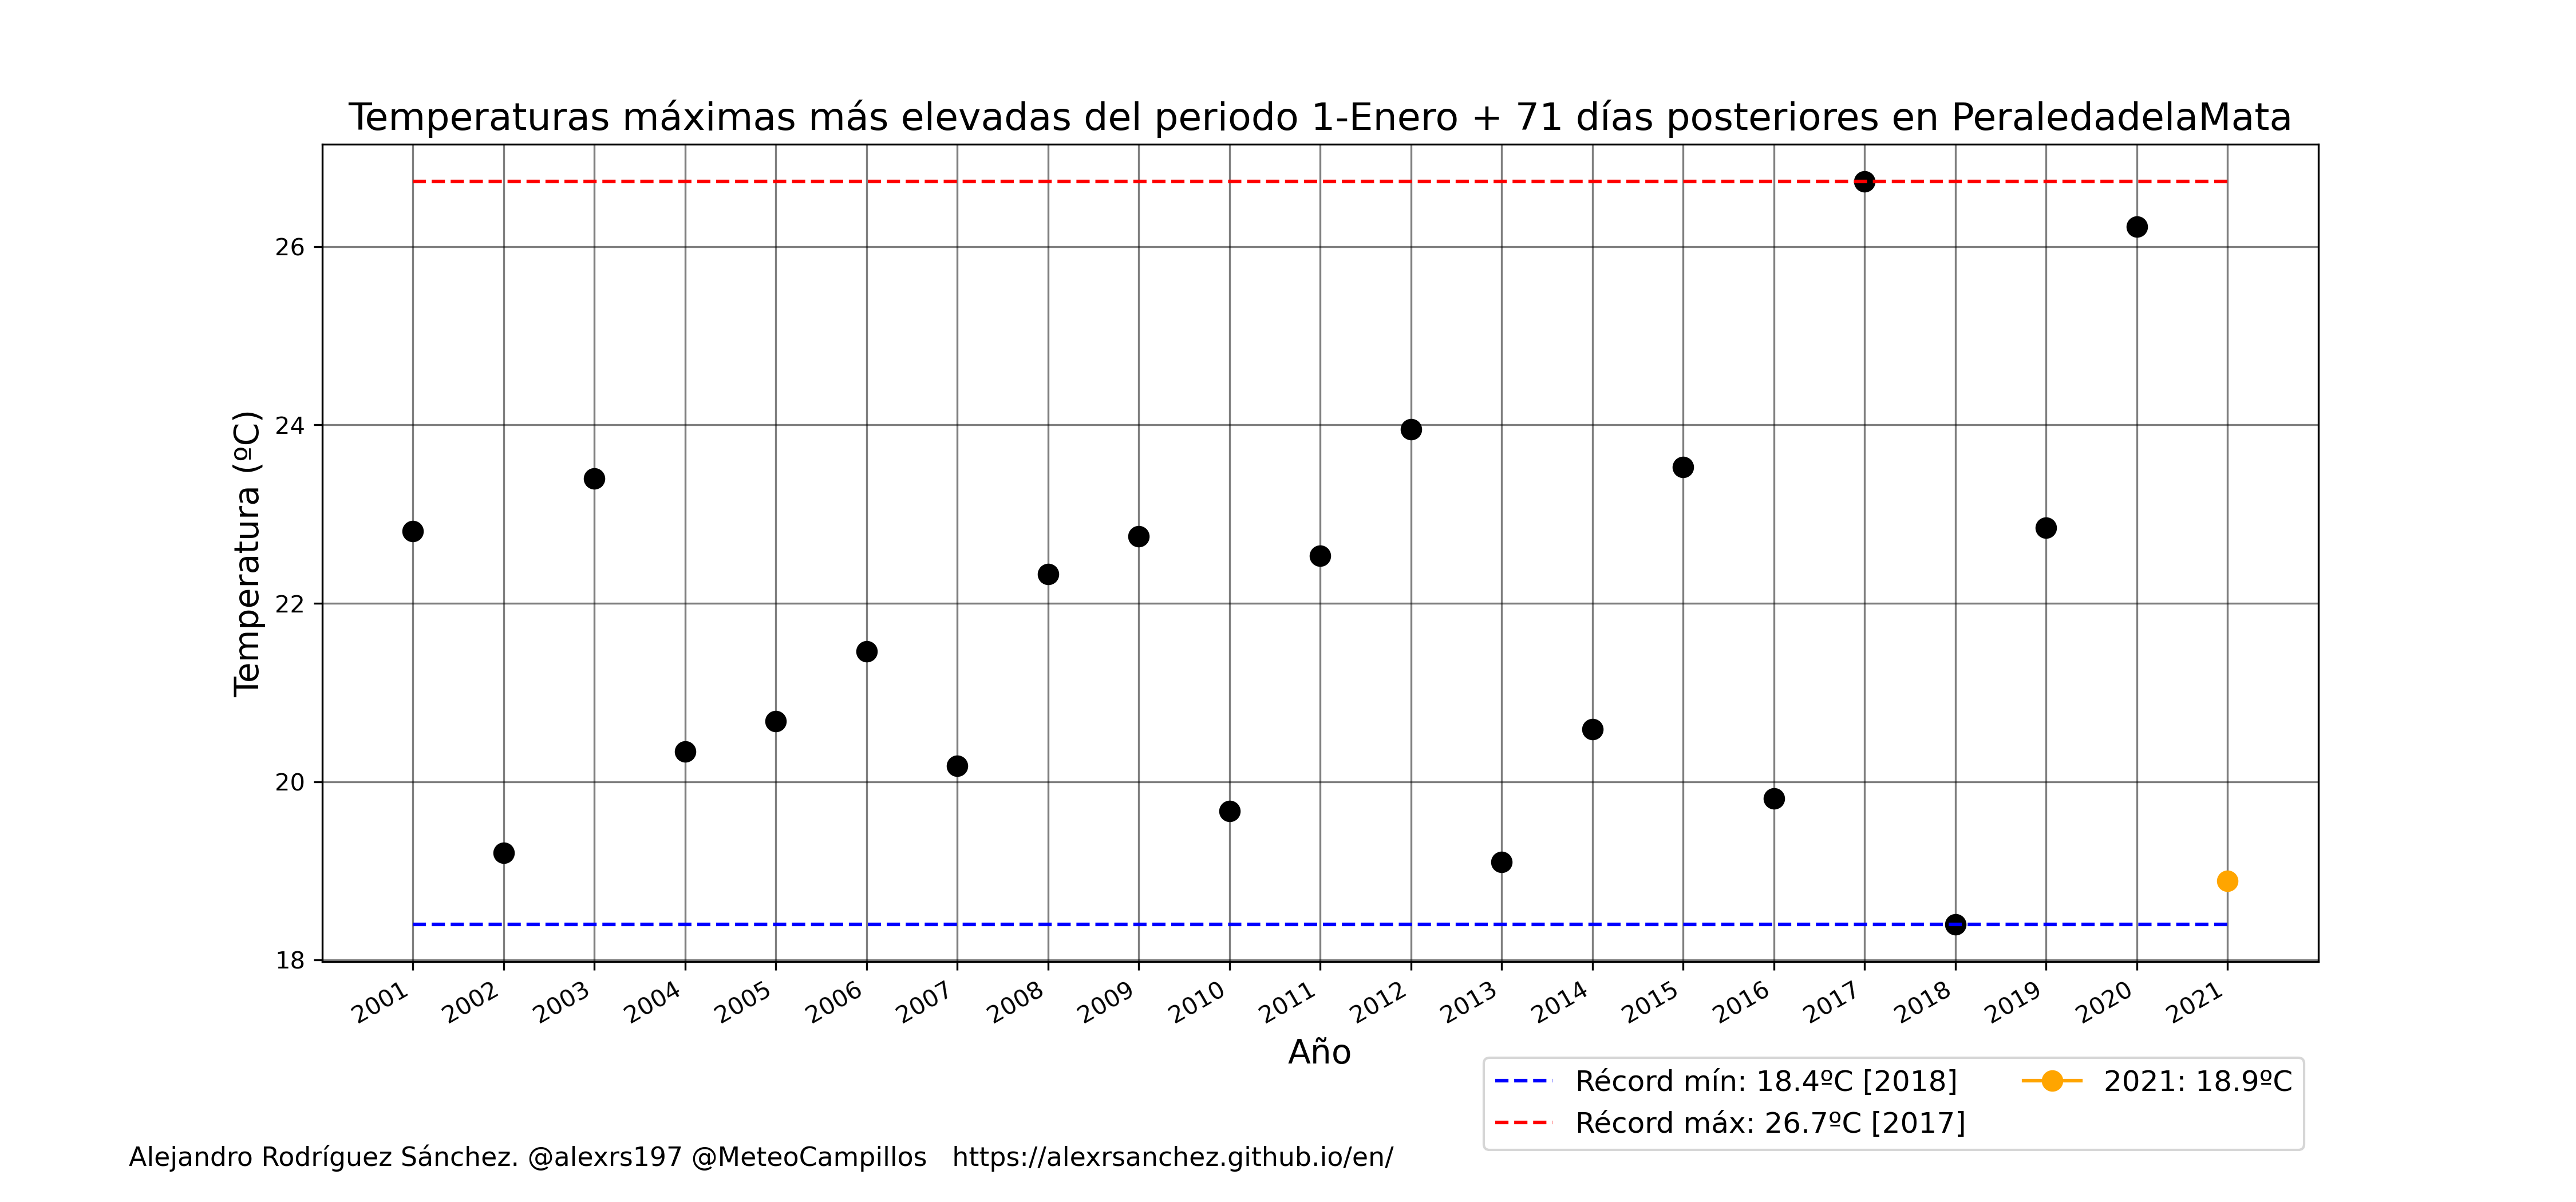 Temperaturas máximas más elevadas del periodo 1-Enero + 71 días posteriores en PeraledadelaMata
Temperatura (ºC)
26
24
22
20
18
2001 2002 2003 2004 2005 2006 2007 2008 2009 2010 2011 2012 2013 2014 2015 2016 2017 2018 2019 2020 2021
Año
Récord mín: 18.4ºC [2018]
Récord máx: 26.7ºC [2017]
2021: 18.9ºC
Alejandro Rodríguez Sánchez. @alexrs197 @MeteoCampillos https://alexrsanchez.github.io/en/